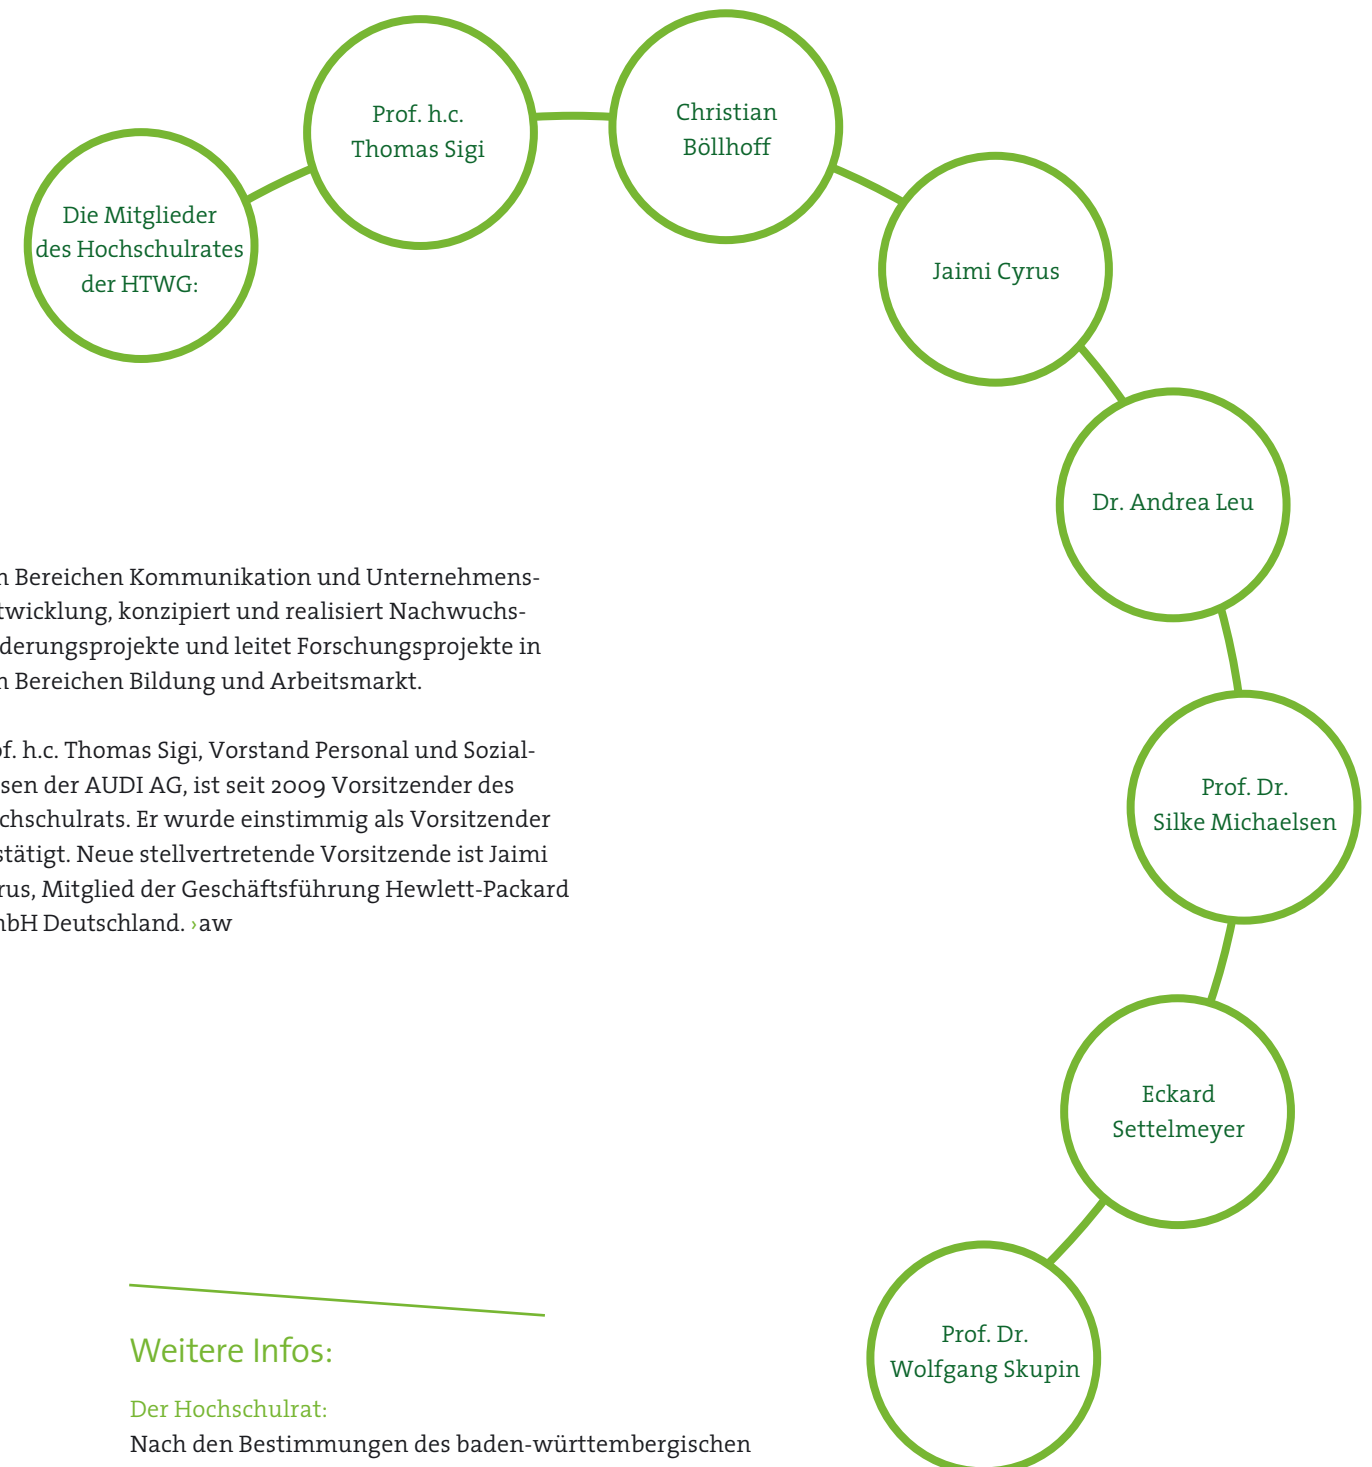 Die Mitglieder
des Hochschulrates
der HTWG:
Prof. h.c.
Thomas Sigi
Christian
Böllhoff
Jaimi Cyrus
Dr. Andrea Leu
Prof. Dr.
Silke Michaelsen
Eckard
Settelmeyer
Prof. Dr.
Wolfgang Skupin
n Bereichen Kommunikation und Unternehmens-
twicklung, konzipiert und realisiert Nachwuchs-
derungsprojekte und leitet Forschungsprojekte in
n Bereichen Bildung und Arbeitsmarkt.
of. h.c. Thomas Sigi, Vorstand Personal und Sozial-
sen der AUDI AG, ist seit 2009 Vorsitzender des
chschulrats. Er wurde einstimmig als Vorsitzender
stätigt. Neue stellvertretende Vorsitzende ist Jaimi
rus, Mitglied der Geschäftsführung Hewlett-Packard
mbH Deutschland. ›aw
Weitere Infos:
Der Hochschulrat:
Nach den Bestimmungen des baden-württembergischen